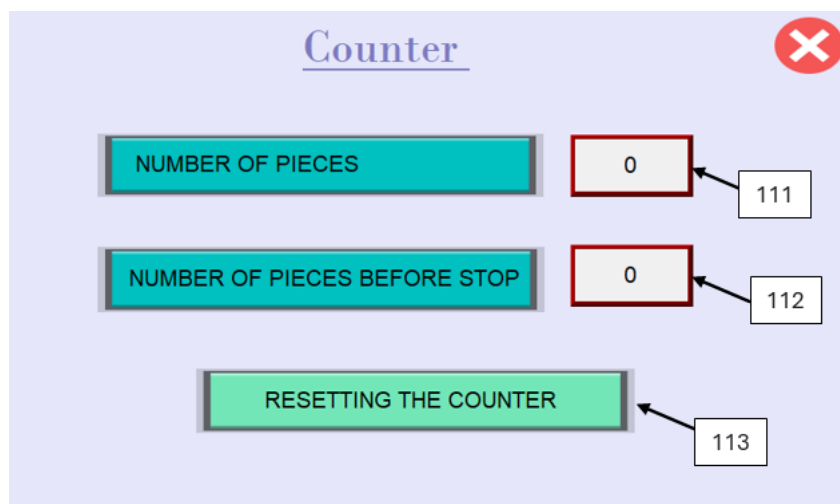 Counter
NUMBER OF PIECES
0
111
NUMBER OF PIECES BEFORE STOP
0
112
RESETTING THE COUNTER
113